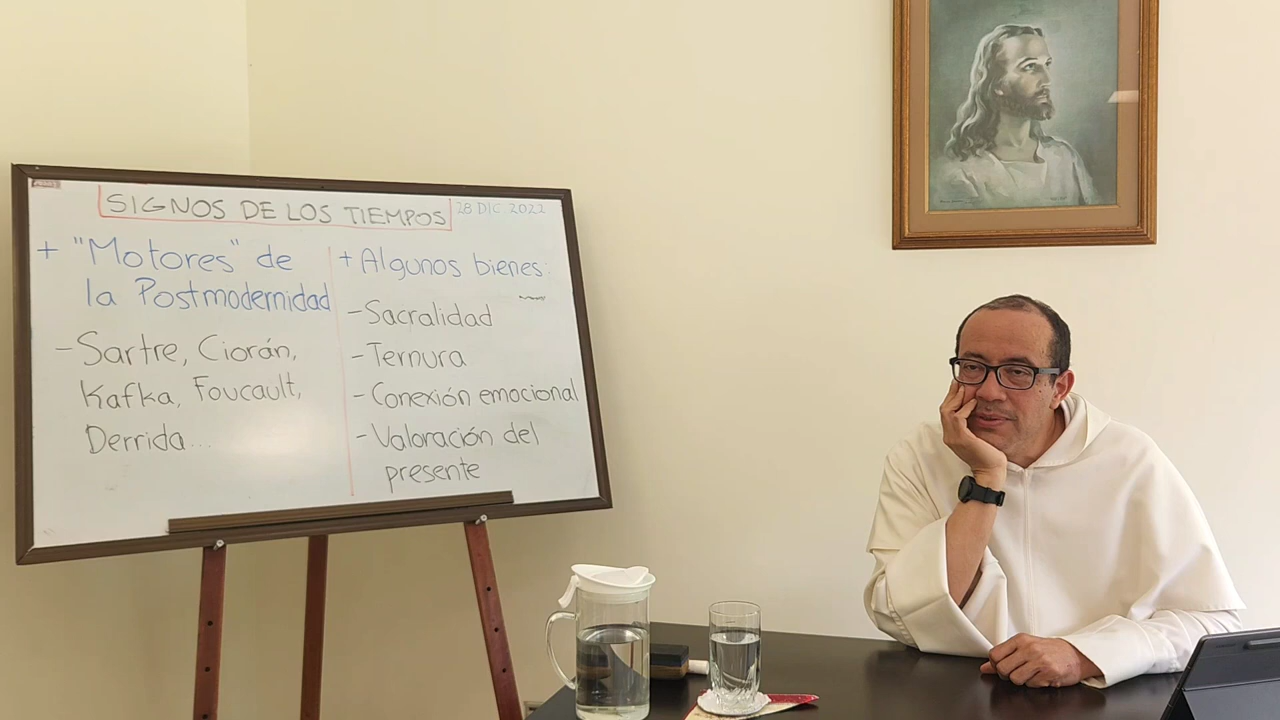 SIGNOS DE LOS TIEMPOS
28 DIC. 2022
+ "Motores" de
la Postmodernidad
- Sartre, Ciorán,
Kafka, Foucault,
Derrida...
+ Algunos bienes:
- Sacralidad
- Ternura
- Conexión emocional
- Valoración del
presente